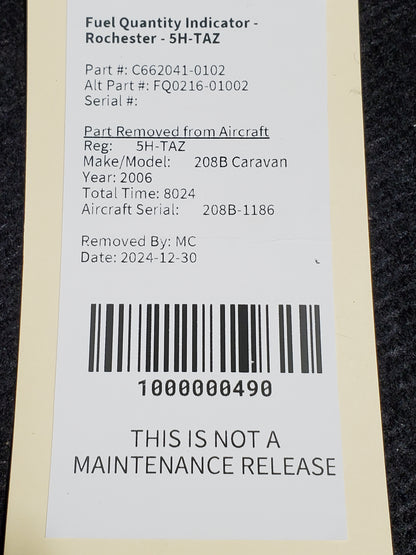 Fuel Quantity Indicator -
Rochester - 5H-TAZ
Part #: C662041-0102
Alt Part #: FQ0216-01002
Serial #:
Part Removed from Aircraft
Reg: 5H-TAZ
Make/Model: 208B Caravan
Year: 2006
Total Time: 8024
Aircraft Serial: 208B-1186
Removed By: MC
Date: 2024-12-30
1000000490
THIS IS NOT A
MAINTENANCE RELEASE